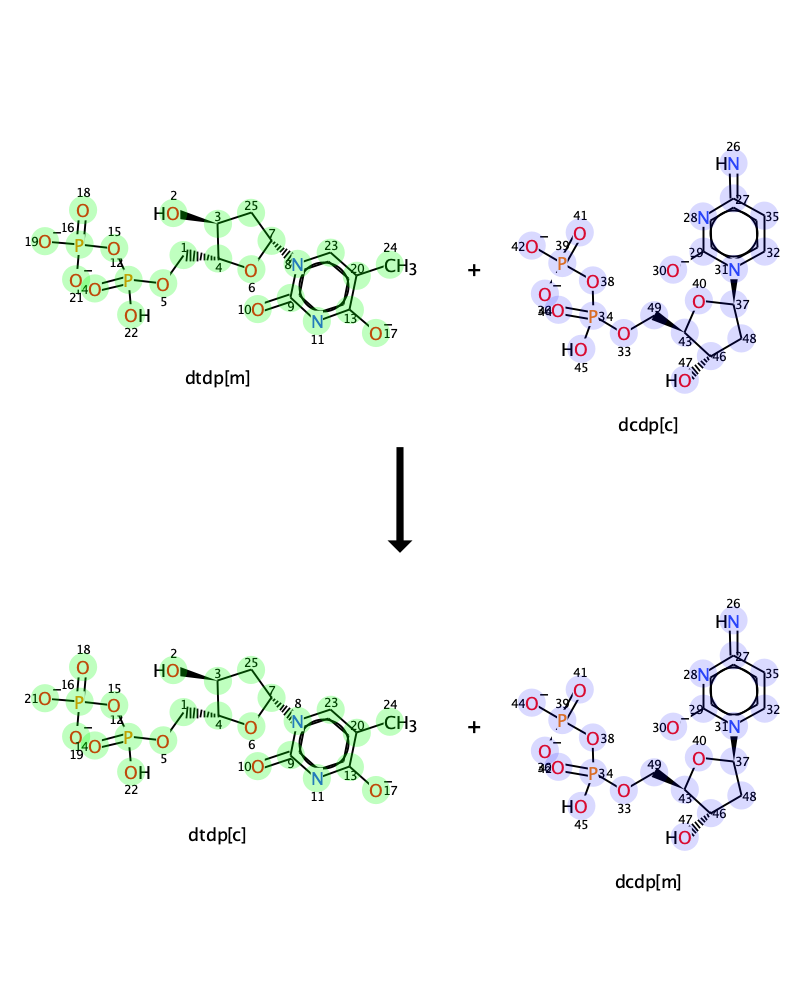 18 2 25 15 16 19 O O O P O HO O 3 7 23 24
1 4 8 N 20 CH3
12 14 21 O P O 5 O 6 10 O 9 N 11 13 O 17
OH 22
dtdp[m]
+
26 HN 27 28 N 35 29 30 O 31 N 32
41 O 39 42 O P O 38 O 40 O 37
O P 34 O 33 49 43 48 46 47 HO
HO 45
dcdp[c]
18 2 25 15 16 21 O O O P O HO O 3 7 23 24
1 4 8 N 20 CH3
12 14 19 O P O 5 O 6 10 O 9 N 11 13 O 17
OH 22
dtdp[c]
+
26 HN 27 28 N 35 29 30 O 31 N 32
41 O 39 44 O P O 38 O 40 O 37
O P 34 O 33 49 43 48 46 47 HO
HO 45
dcdp[m]